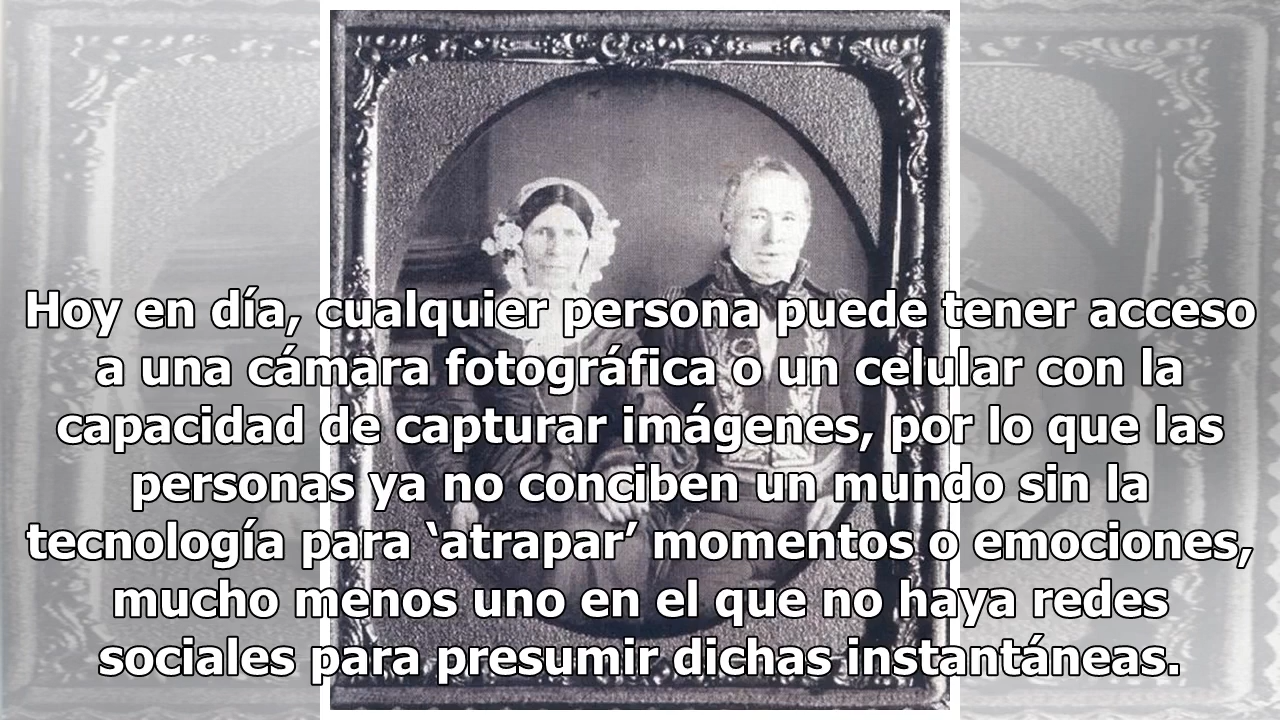 Hoy en día, cualquier persona puede tener acceso
a una cámara fotográfica o un celular con la
capacidad de capturar imágenes, por lo que las
personas ya no conciben un mundo sin la
tecnología para ‘atrapar’ momentos o emociones,
mucho menos uno en el que no haya redes
sociales para presumir dichas instantáneas.